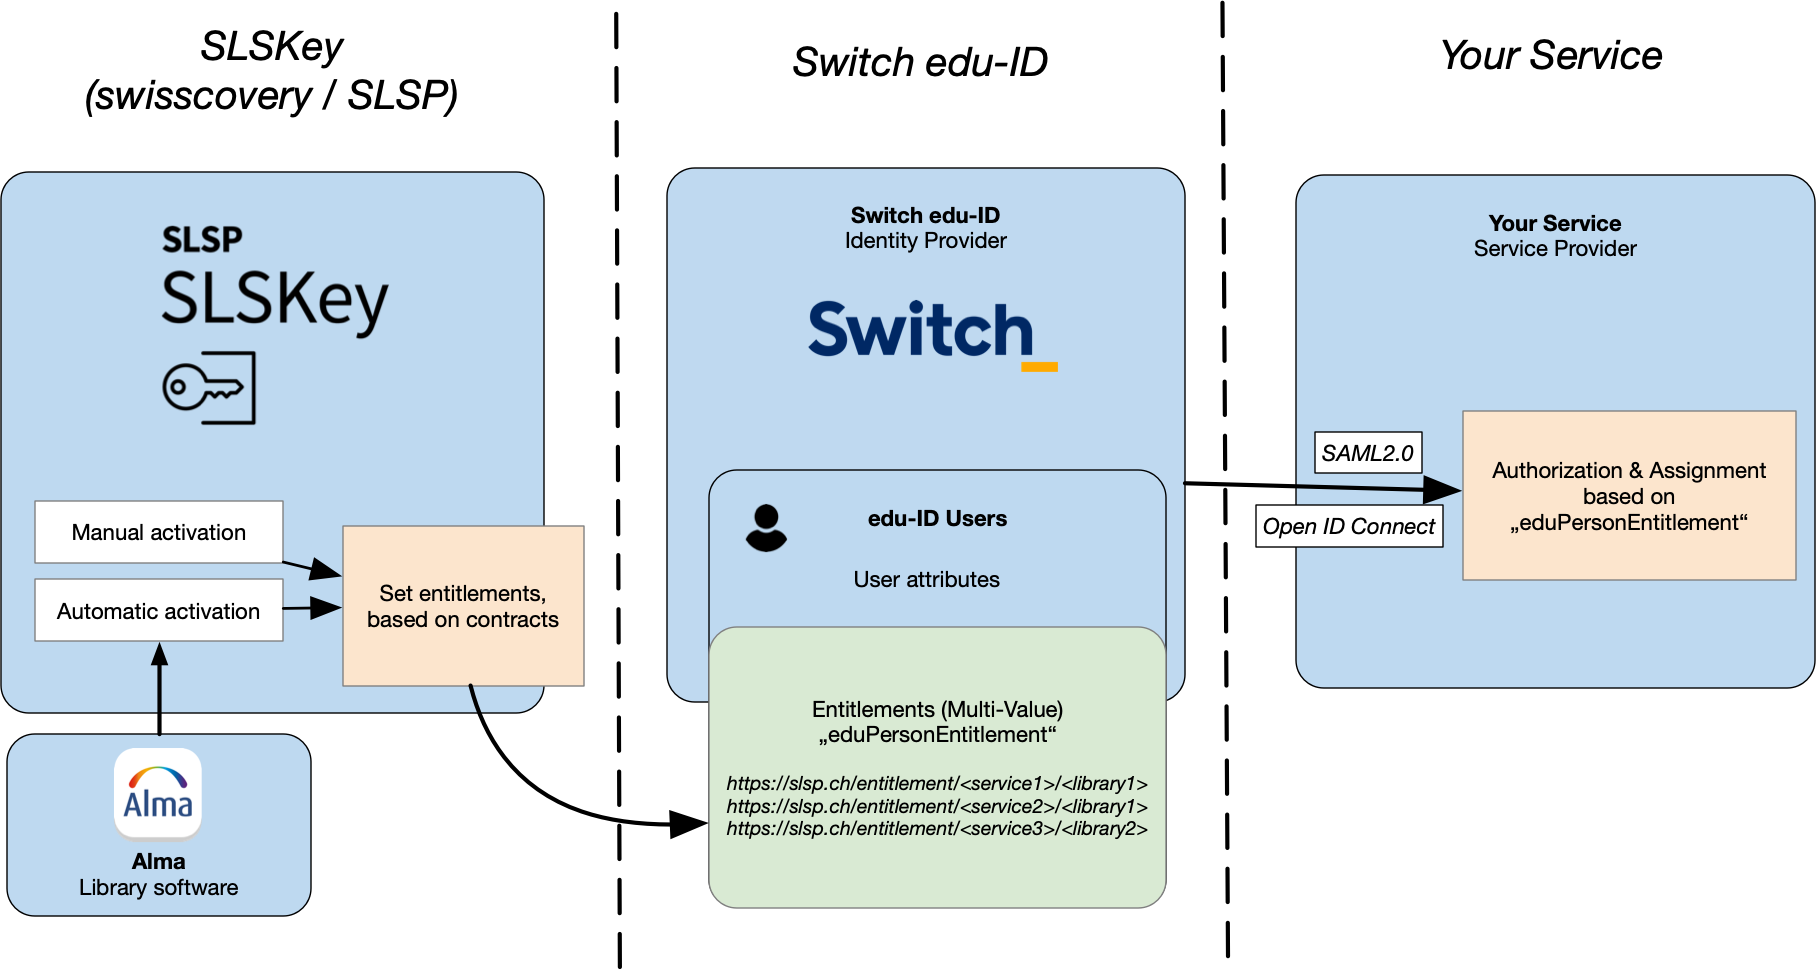 SLSKey
(swisscovery / SLSP)
Switch edu-ID
Your Service
SLSP
SLSKey
Manual activation
Automatic activation
Set entitlements,
based on contracts
Alma
Alma
Library software
Switch edu-ID
Identity Provider
Switch_
edu-ID Users
User attributes
Entitlements (Multi-Value)
„eduPersonEntitlement“
https://slsp.ch/entitlement/<service1>/<library1>
https://slsp.ch/entitlement/<service2>/<library1>
https://slsp.ch/entitlement/<service3>/<library2>
Your Service
Service Provider
SAML2.0
Open ID Connect
Authorization & Assignment
based on
„eduPersonEntitlement“